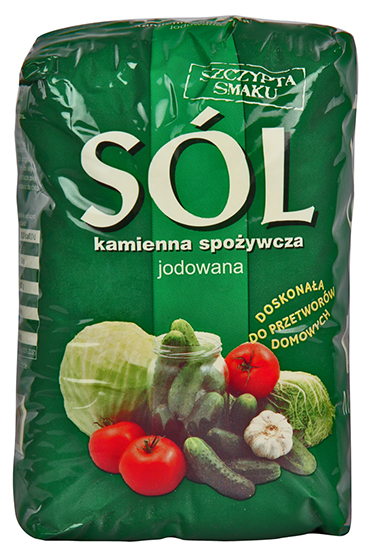 SZCZYPTA
SMAKU
SÓL
kamienna spożywcza
jodowana
DOSKONAŁA
DO PRZETWORÓW
DOMOWYCH